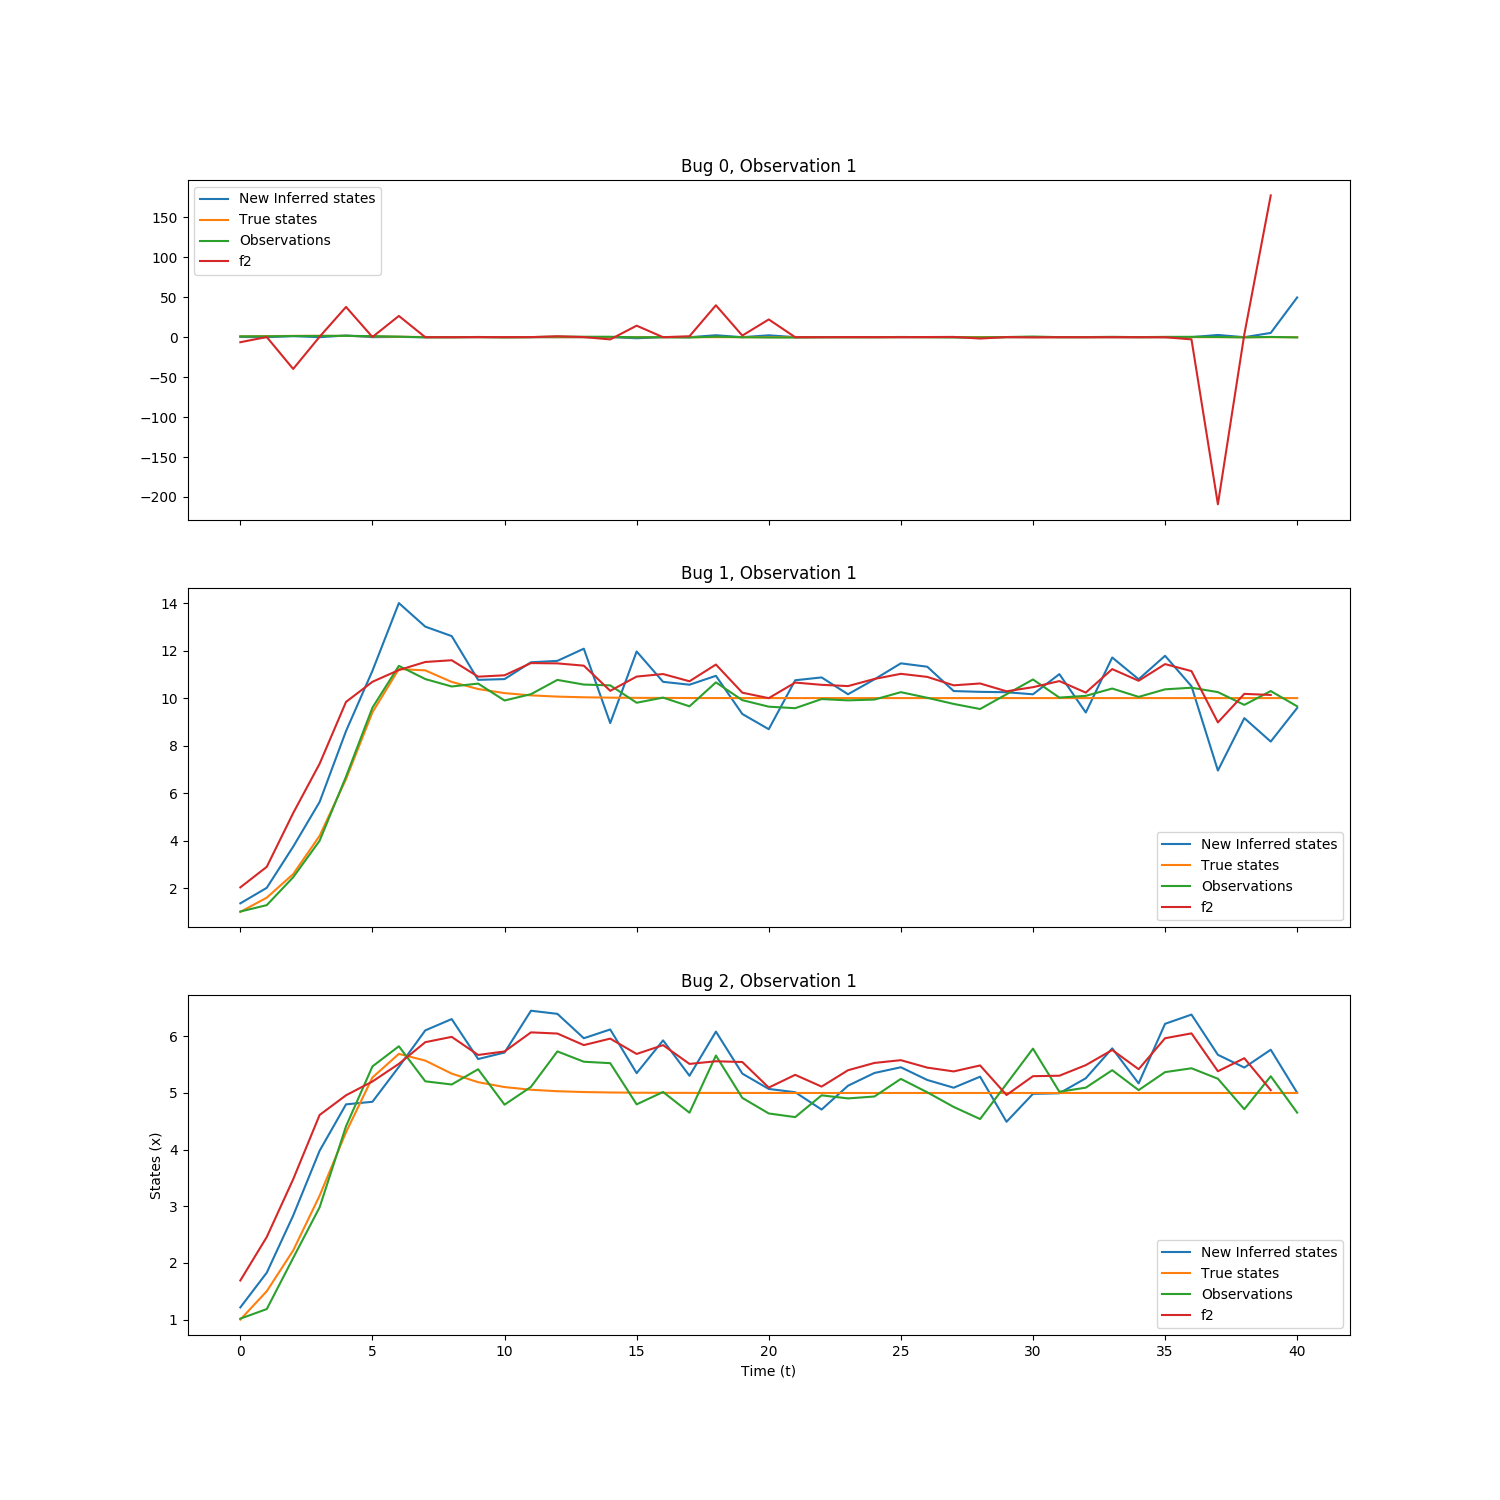 Bug 0, Observation 1
New Inferred states
True states
Observations
f2
150
100
50
0
−50
−100
−150
−200
Bug 1, Observation 1
14
12
10
8
6
4
2
New Inferred states
True states
Observations
f2
Bug 2, Observation 1
6
5
4
3
2
1
States (x)
New Inferred states
True states
Observations
f2
0 5 10 15 20 25 30 35 40
Time (t)